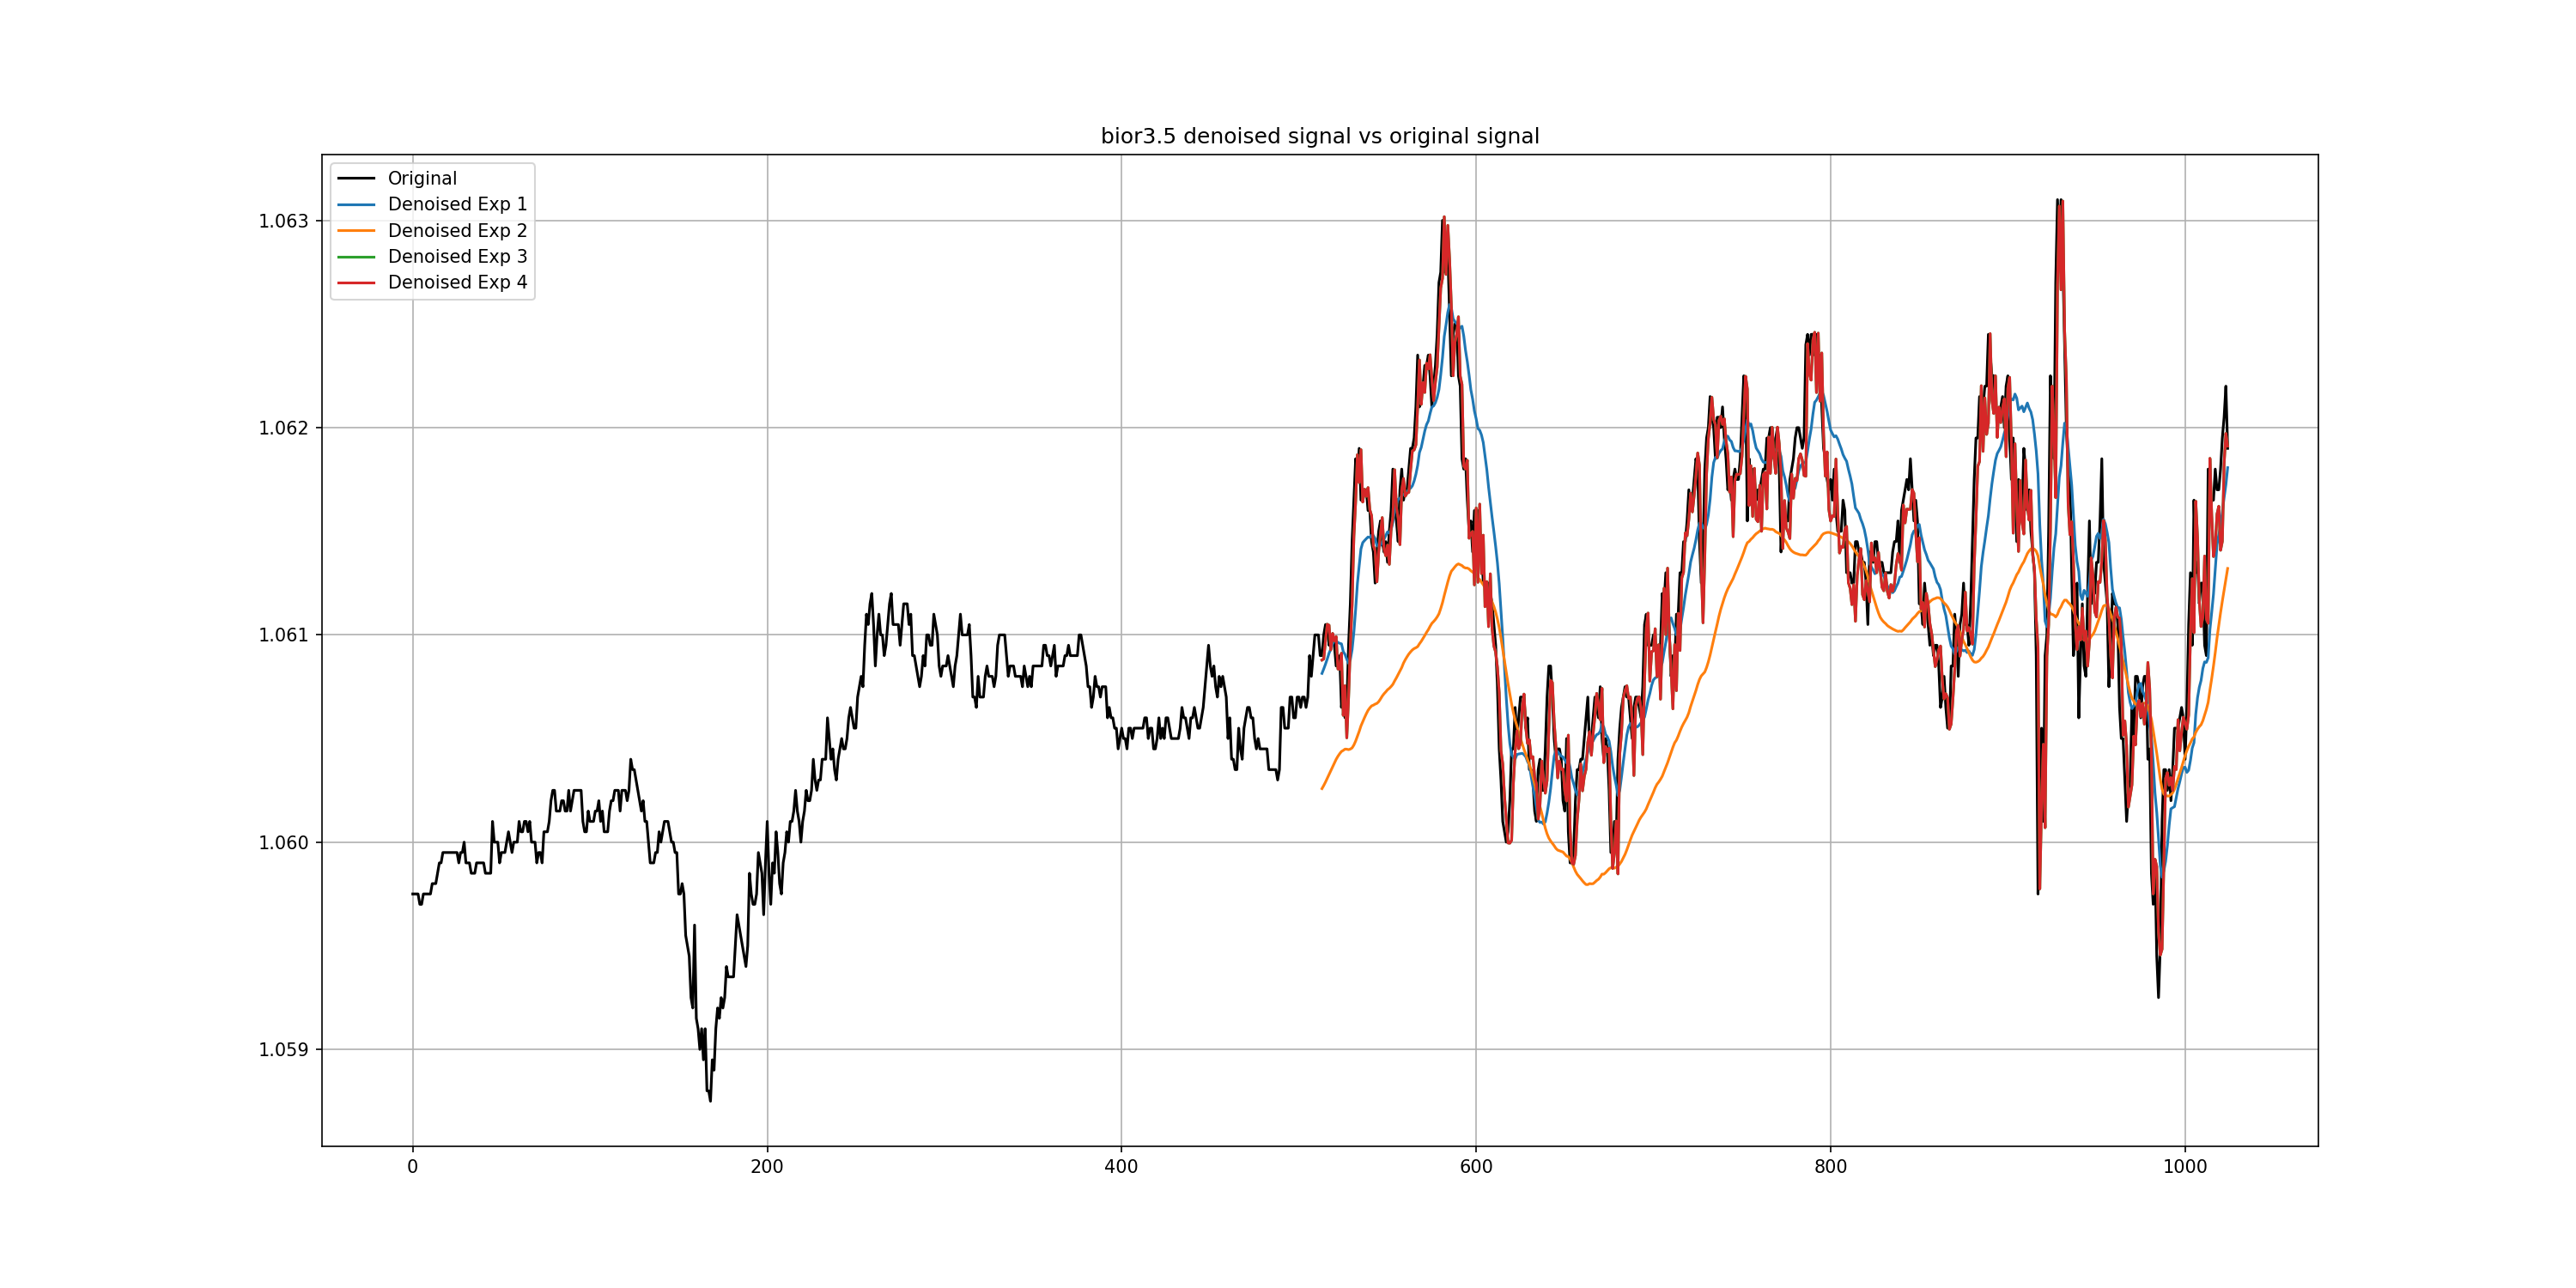 bior3.5 denoised signal vs original signal
Original
Denoised Exp 1
Denoised Exp 2
Denoised Exp 3
Denoised Exp 4
1.063
1.062
1.061
1.060
1.059
0 200 400 600 800 1000